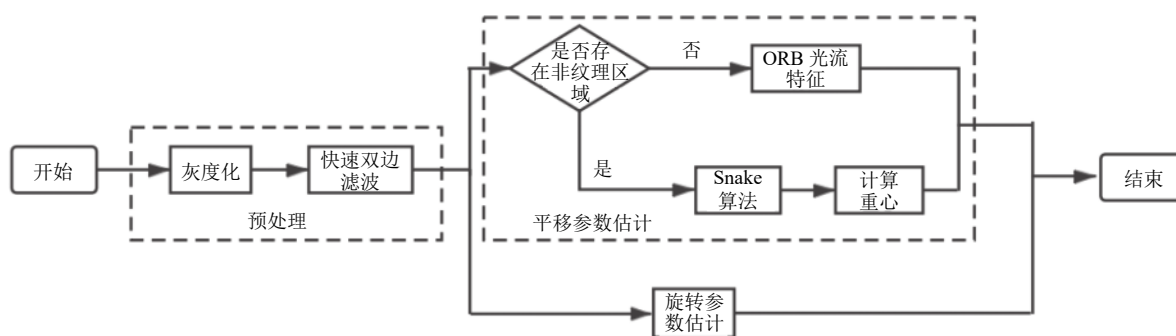 开始
灰度化
快速双边
滤波
预处理
是否存
在非纹理区
域
否
ORB 光流
特征
是
Snake
算法
计算
重心
平移参数估计
旋转参
数估计
结束